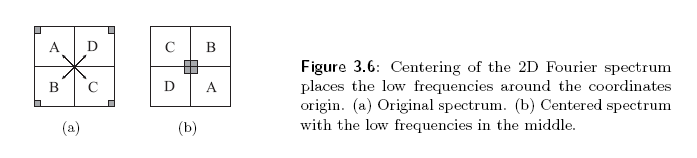 A D C B
B C D A
(a) (b)
Figure 3.6: Centering of the 2D Fourier spectrum
places the low frequencies around the coordinates
origin. (a) Original spectrum. (b) Centered spectrum
with the low frequencies in the middle.